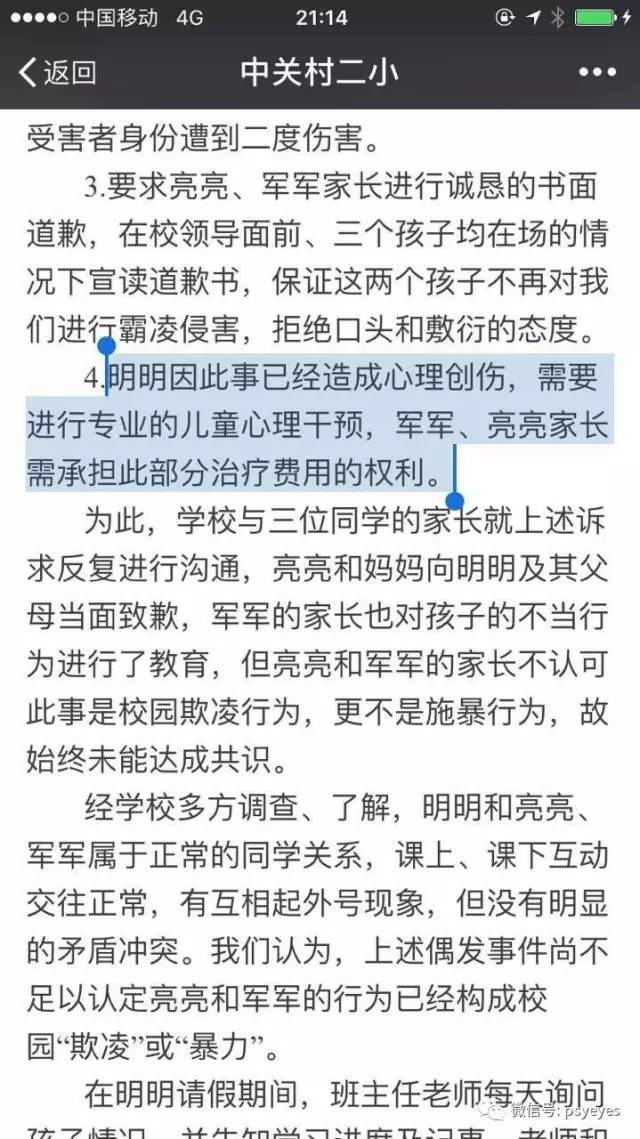 中国移动 4G 21:14
返回 中关村二小
受害者身份遭到二度伤害。
3.要求亮亮、军军家长进行诚恳的书面
道歉，在校领导面前、三个孩子均在场的情
况下宣读道歉书，保证这两个孩子不再对我
们进行霸凌侵害，拒绝口头和敷衍的态度。
4.明明因此事已经造成心理创伤，需要
进行专业的儿童心理干预，军军、亮亮家长
需承担此部分治疗费用的权利。
为此，学校与三位同学的家长就上述诉
求反复进行沟通，亮亮和妈妈向明明及其父
母当面致歉，军军的家长也对孩子的不当行
为进行了教育，但亮亮和军军的家长不认可
此事是校园欺凌行为，更不是施暴行为，故
始终未能达成共识。
经学校多方调查、了解，明明和亮亮、
军军属于正常的同学关系，课上、课下互动
交往正常，有互相起外号现象，但没有明显
的矛盾冲突。我们认为，上述偶发事件尚不
足以认定亮亮和军军的行为已经构成校
园“欺凌”或“暴力”。
在明明请假期间，班主任老师每天询问
孩子情况，并告知学习进度及记事，老师和
微信号: psyeyes